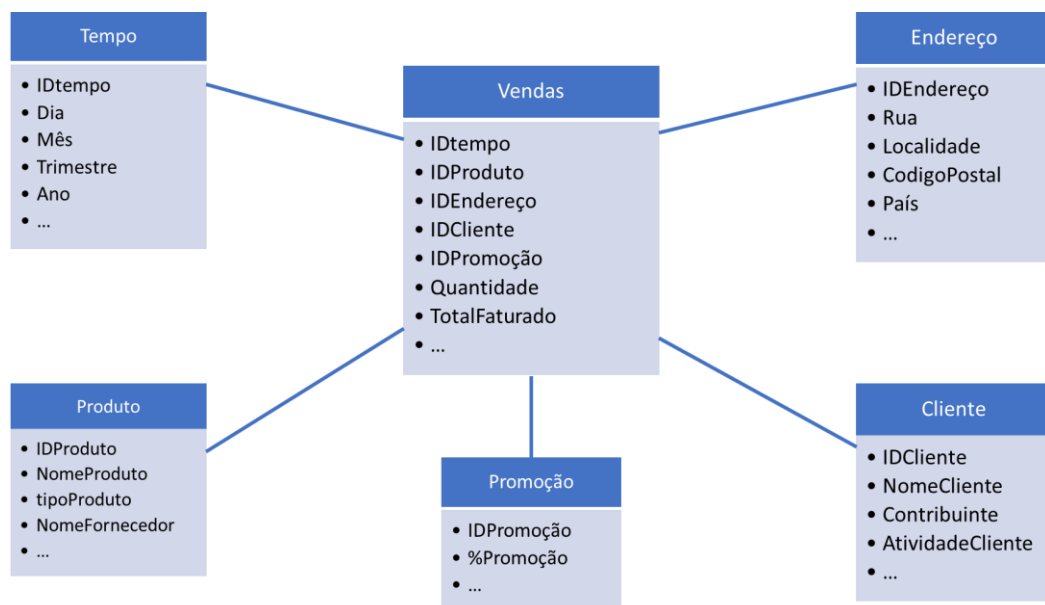 Tempo
• IDtempo
• Dia
• Mês
• Trimestre
• Ano
• ...
Vendas
• IDtempo
• IDProduto
• IDEndereço
• IDCliente
• IDPromoção
• Quantidade
• TotalFaturado
• ...
Endereço
• IDEndereço
• Rua
• Localidade
• CodigoPostal
• País
• ...
Produto
• IDProduto
• NomeProduto
• tipoProduto
• NomeFornecedor
• ...
Promoção
• IDPromoção
• %Promoção
• ...
Cliente
• IDCliente
• NomeCliente
• Contribuinte
• AtividadeCliente
• ...